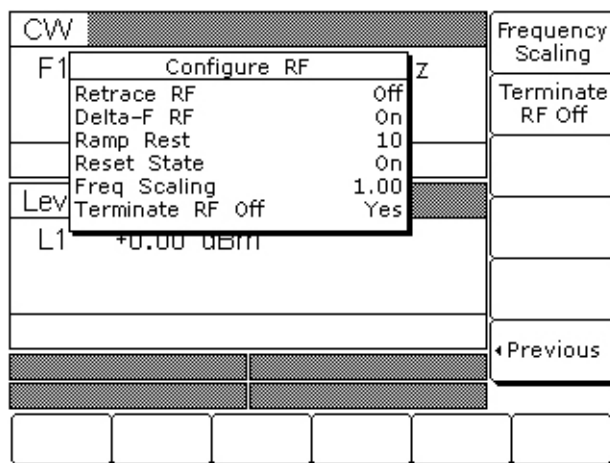 CW
F1 z
Configure RF
Retrace RF Off
Delta-F RF On
Ramp Rest 10
Reset State On
Freq Scaling 1.00
Terminate RF Off Yes
Lev
L1 +0.00 dBm
Frequency
Scaling
Terminate
RF Off
Previous